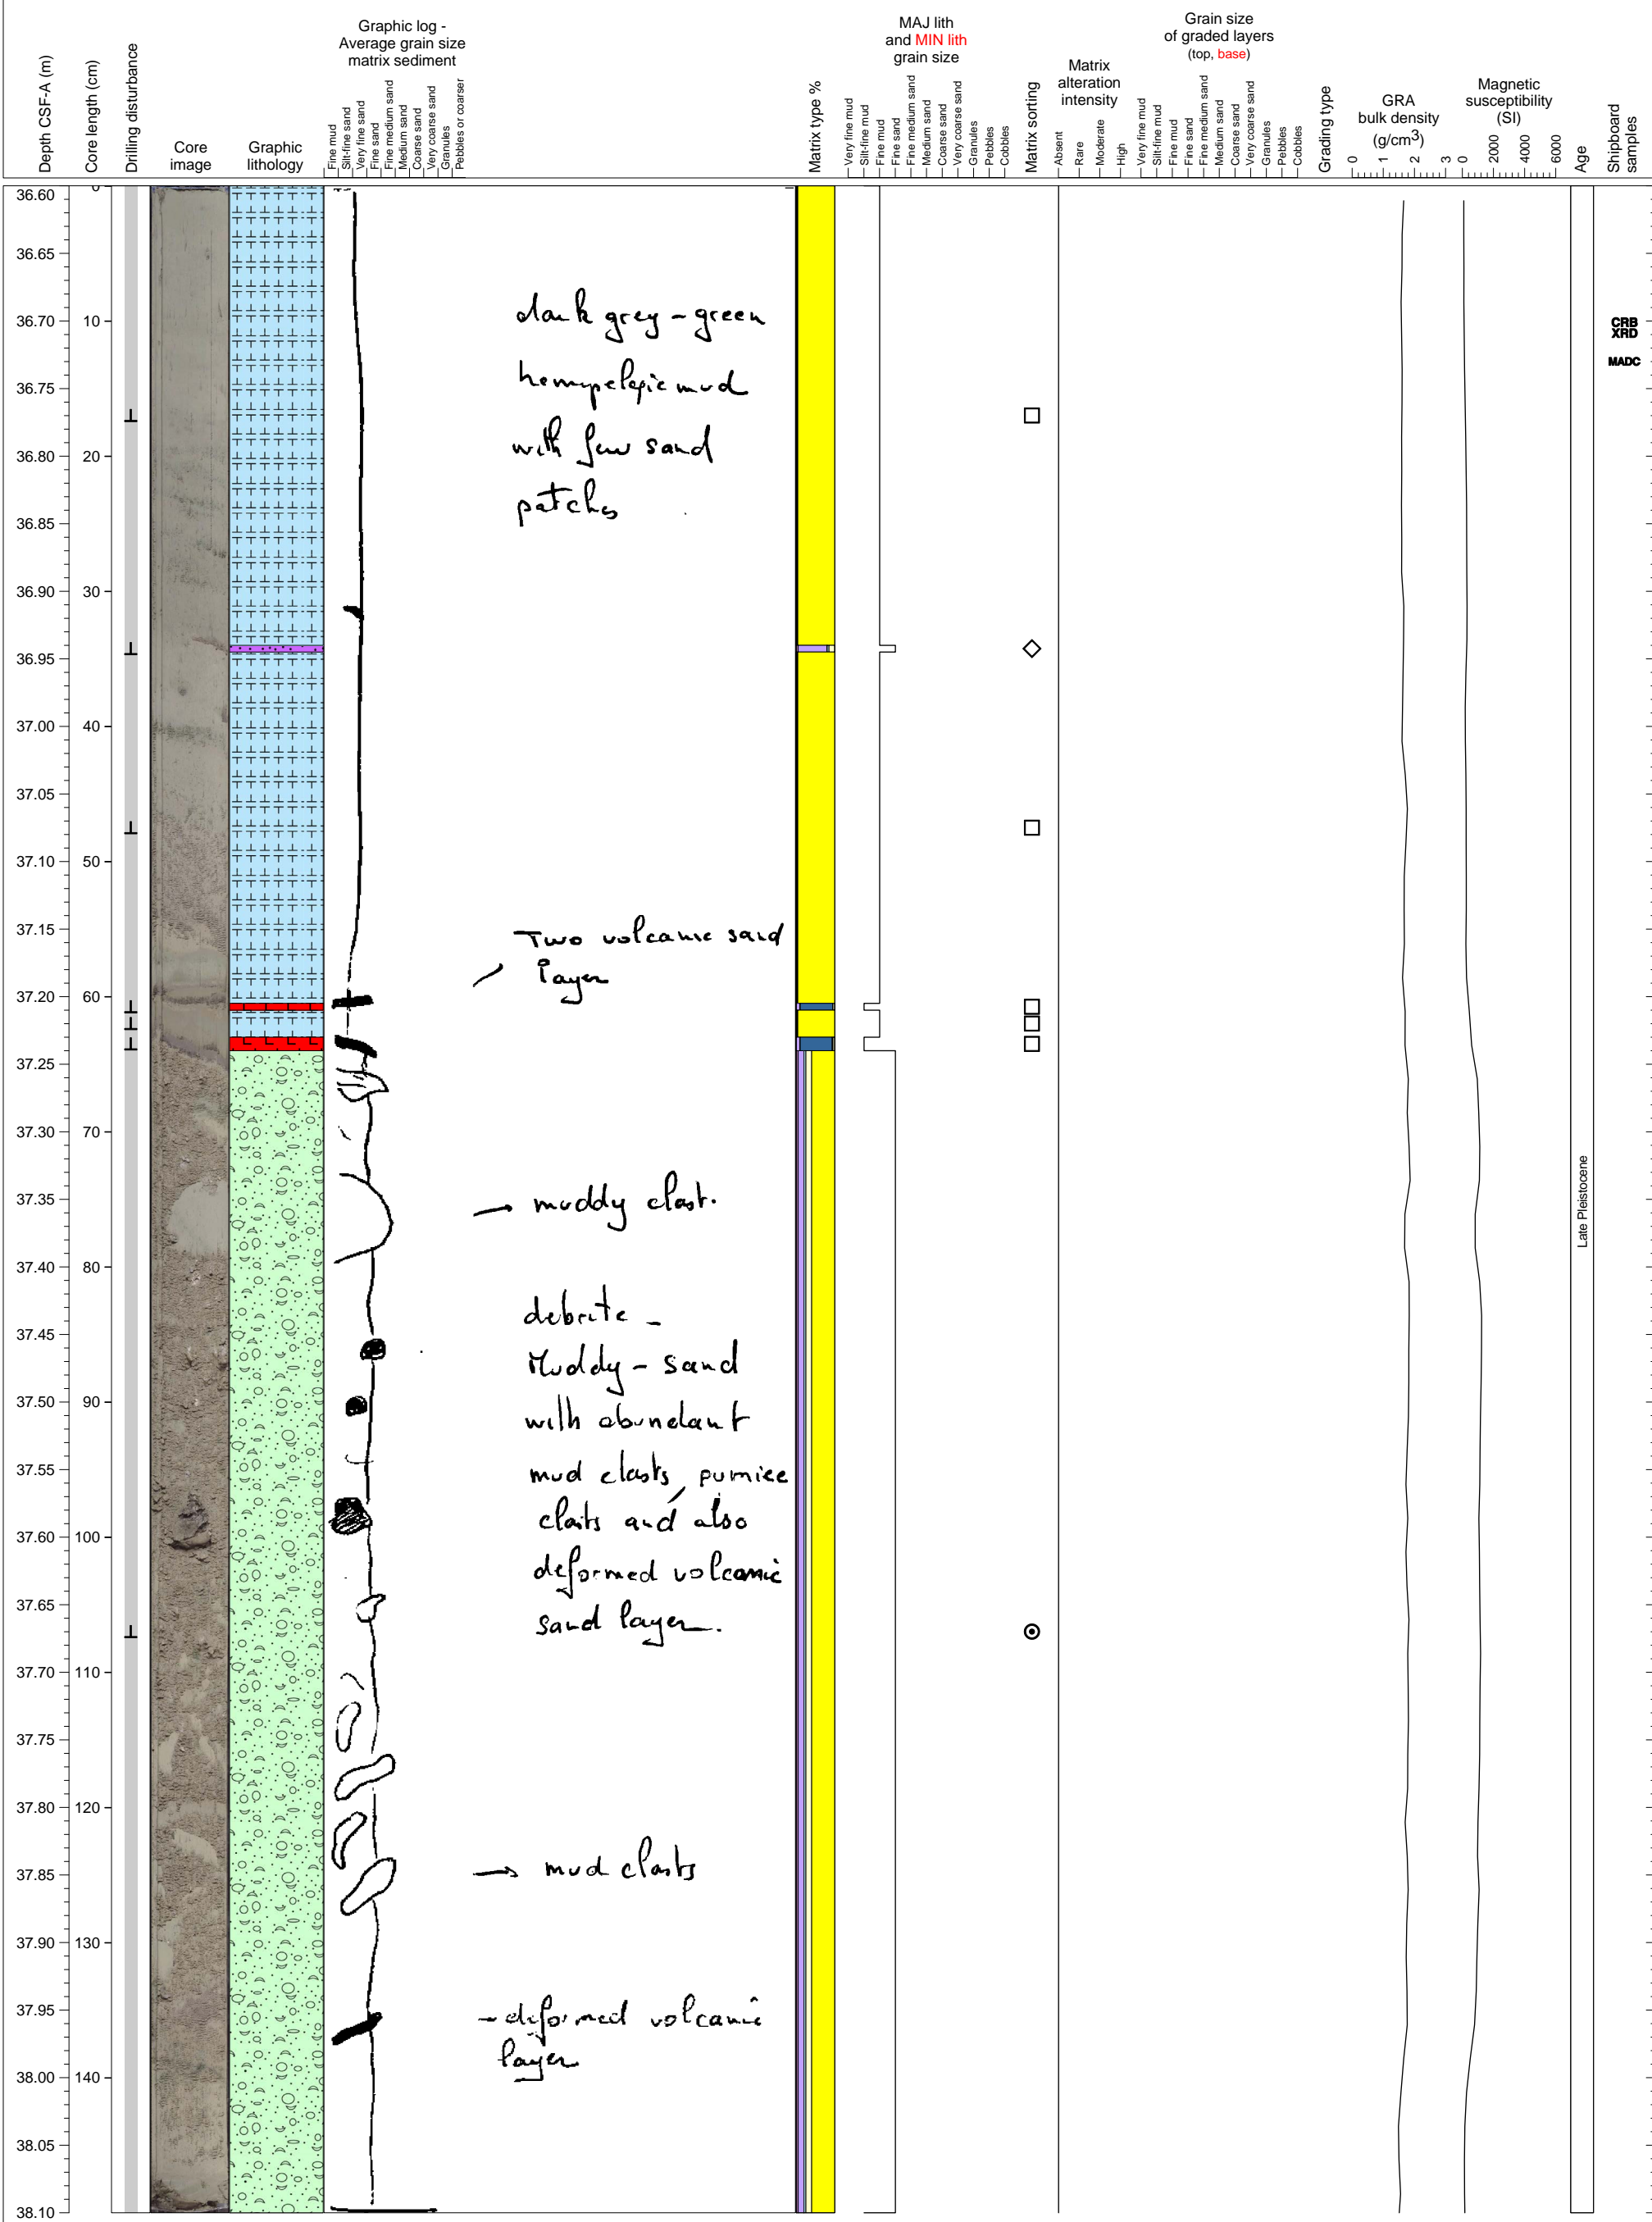 Depth CSF-A (m)
Core length (cm)
Drilling disturbance
Core
image
Graphic
lithology
Graphic log -
Average grain size
matrix sediment
Fine mud
Silt-fine sand
Very fine sand
Fine sand
Fine medium sand
Medium sand
Coarse sand
Very coarse sand
Granules
Pebbles or coarser
Matrix type %
MAJ lith
and MIN lith
grain size
Very fine mud
Silt-fine mud
Fine mud
Fine sand
Fine medium sand
Medium sand
Coarse sand
Very coarse sand
Granules
Pebbles
Cobbles
Matrix sorting
Matrix
alteration
intensity
Absent
Rare
Moderate
High
Grain size
of graded layers
(top, base)
Very fine mud
Silt-fine mud
Fine mud
Fine sand
Fine medium sand
Medium sand
Coarse sand
Very coarse sand
Granules
Pebbles
Cobbles
Grading type
GRA
bulk density
(g/cm3)
0 1 2 3
Magnetic
susceptibility
(SI)
0 2000 4000 6000
Age
Shipboard
samples
36.60 0
36.65
36.70 10
36.75
36.80 20
36.85
36.90 30
36.95
37.00 40
37.05
37.10 50
37.15
37.20 60
37.25
37.30 70
37.35
37.40 80
37.45
37.50 90
37.55
37.60 100
37.65
37.70 110
37.75
37.80 120
37.85
37.90 130
37.95
38.00 140
38.05
38.10
dark grey - green
hemipelagic mud
with few sand
patches
Two volcanic sand
layer
→ muddy clast.
debrite -
Muddy - sand
with abundant
mud clasts, pumice
clasts and also
deformed volcanic
sand layer.
→ mud clasts
- deformed volcanic
layer
CRB
XRD
MADC
Late Pleistocene